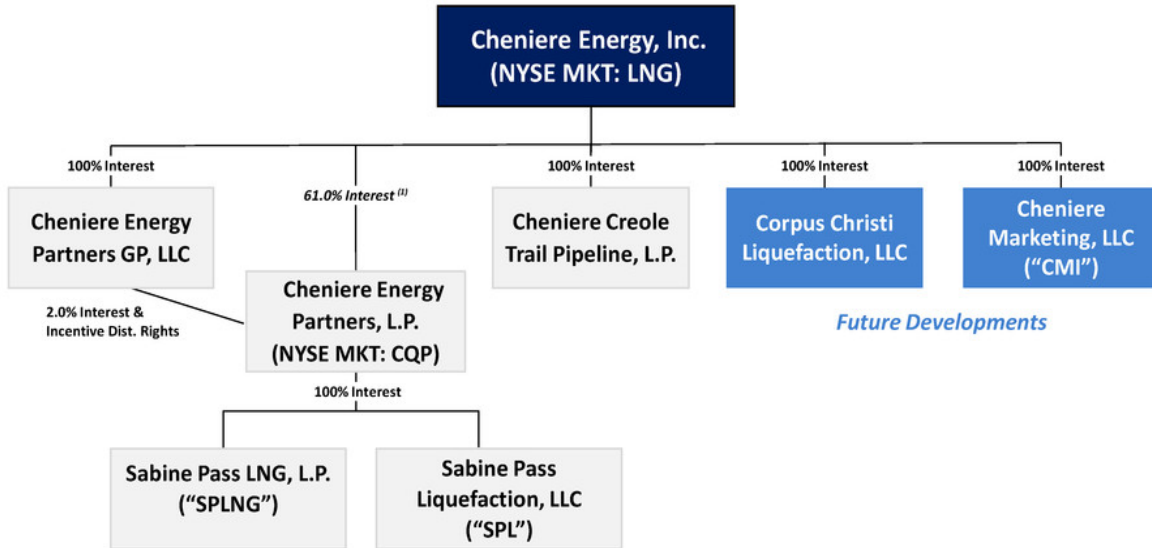 Cheniere Energy, Inc.
(NYSE MKT: LNG)
100% Interest
61.0% Interest (1)
100% Interest
100% Interest
100% Interest
Cheniere Energy
Partners GP, LLC
Cheniere Creole
Trail Pipeline, L.P.
Corpus Christi
Liquefaction, LLC
Cheniere
Marketing, LLC
(“CMI”)
2.0% Interest &
Incentive Dist. Rights
Cheniere Energy
Partners, L.P.
(NYSE MKT: CQP)
Future Developments
100% Interest
Sabine Pass LNG, L.P.
(“SPLNG”)
Sabine Pass
Liquefaction, LLC
(“SPL”)